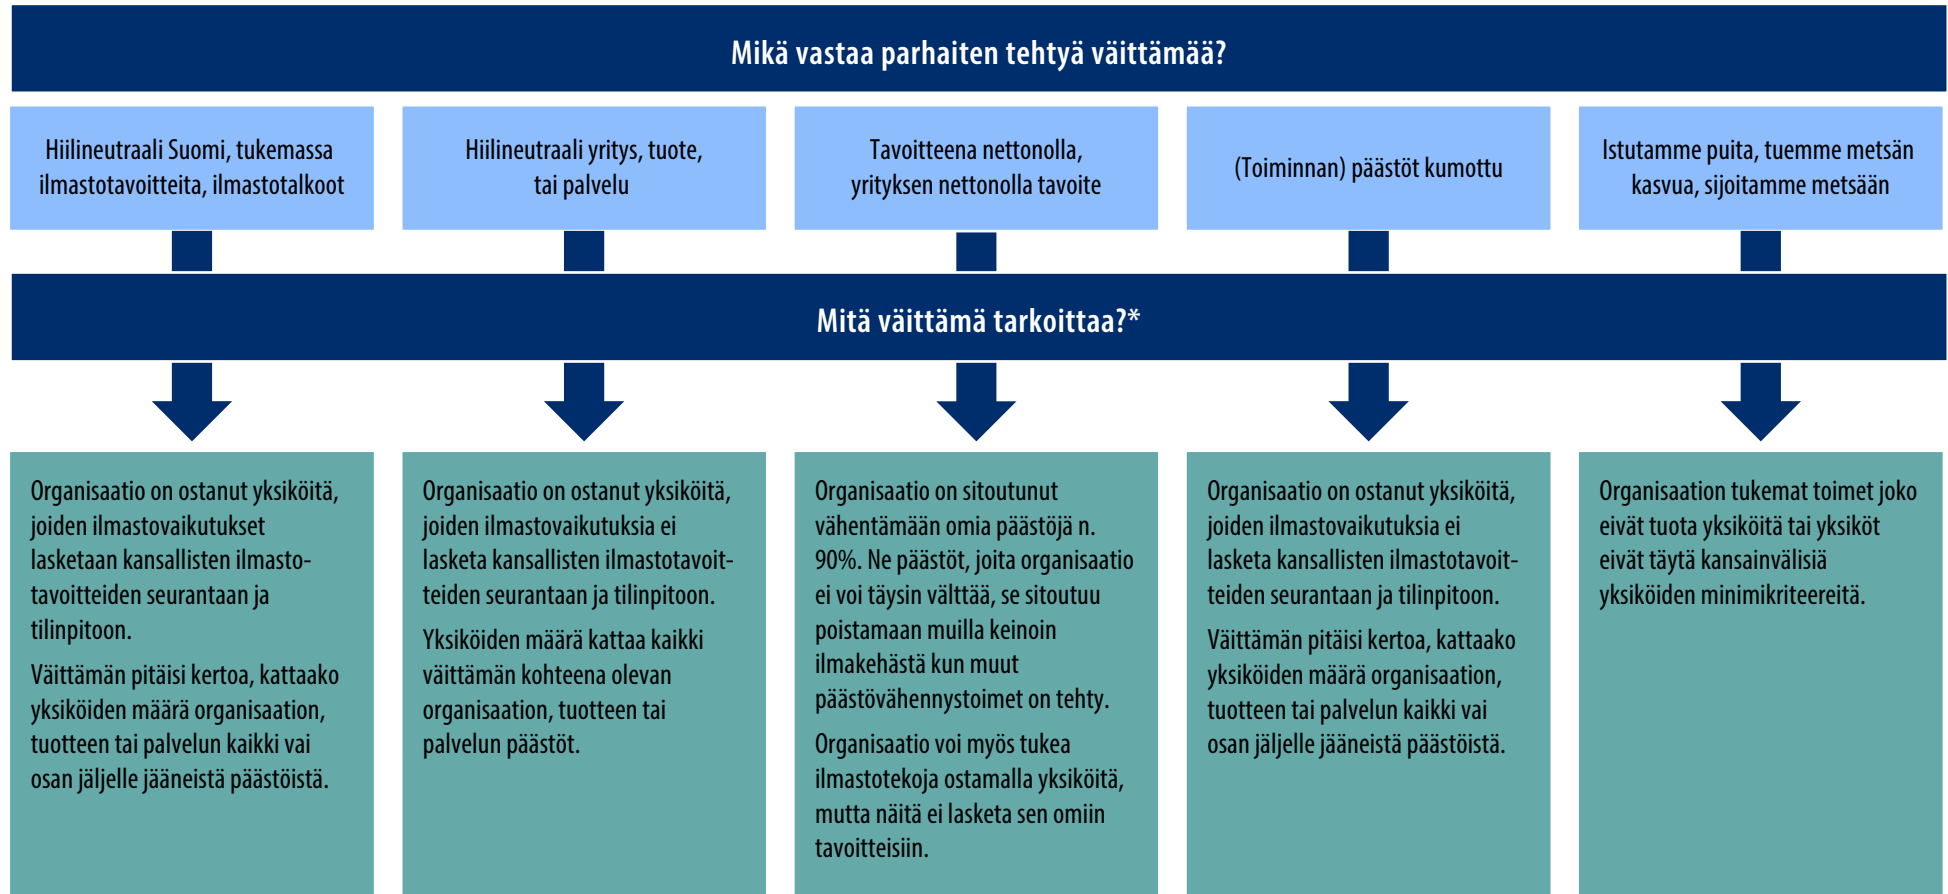 Mikä vastaa parhaiten tehtyä väittämää?
Hiilineutraali Suomi, tukemassa
ilmastotavoitteita, ilmastotalkoot
Hiilineutraali yritys, tuote,
tai palvelu
Tavoitteena nettonolla,
yrityksen nettonolla tavoite
(Toiminnan) päästöt kumottu
Istutamme puita, tuemme metsän
kasvua, sijoitamme metsään
Mitä väittämä tarkoittaa?*
Organisaatio on ostanut yksiköitä,
joiden ilmastovaikutukset
lasketaan kansallisten ilmasto-
tavoitteiden seurantaan ja
tilinpitoon.
Väittämän pitäisi kertoa, kattaako
yksiköiden määrä organisaation,
tuotteen tai palvelun kaikki vai
osan jäljelle jääneistä päästöistä.
Organisaatio on ostanut yksiköitä,
joiden ilmastovaikutuksia ei
lasketa kansallisten ilmastotavoit-
teiden seurantaan ja tilinpitoon.
Yksiköiden määrä kattaa kaikki
väittämän kohteena olevan
organisaation, tuotteen tai
palvelun päästöt.
Organisaatio on sitoutunut
vähentämään omia päästöjä n.
90%. Ne päästöt, joita organisaatio
ei voi täysin välttää, se sitoutuu
poistamaan muilla keinoin
ilmakehästä kun muut
päästövähennystoimet on tehty.
Organisaatio voi myös tukea
ilmastotekoja ostamalla yksiköitä,
mutta näitä ei lasketa sen omiin
tavoitteisiin.
Organisaatio on ostanut yksiköitä,
joiden ilmastovaikutuksia ei
lasketa kansallisten ilmastotavoit-
teiden seurantaan ja tilinpitoon.
Väittämän pitäisi kertoa, kattaako
yksiköiden määrä organisaation,
tuotteen tai palvelun kaikki vai
osan jäljelle jääneistä päästöistä.
Organisaation tukemat toimet joko
eivät tuota yksiköitä tai yksiköt
eivät täytä kansainvälisiä
yksiköiden minimikriteereitä.